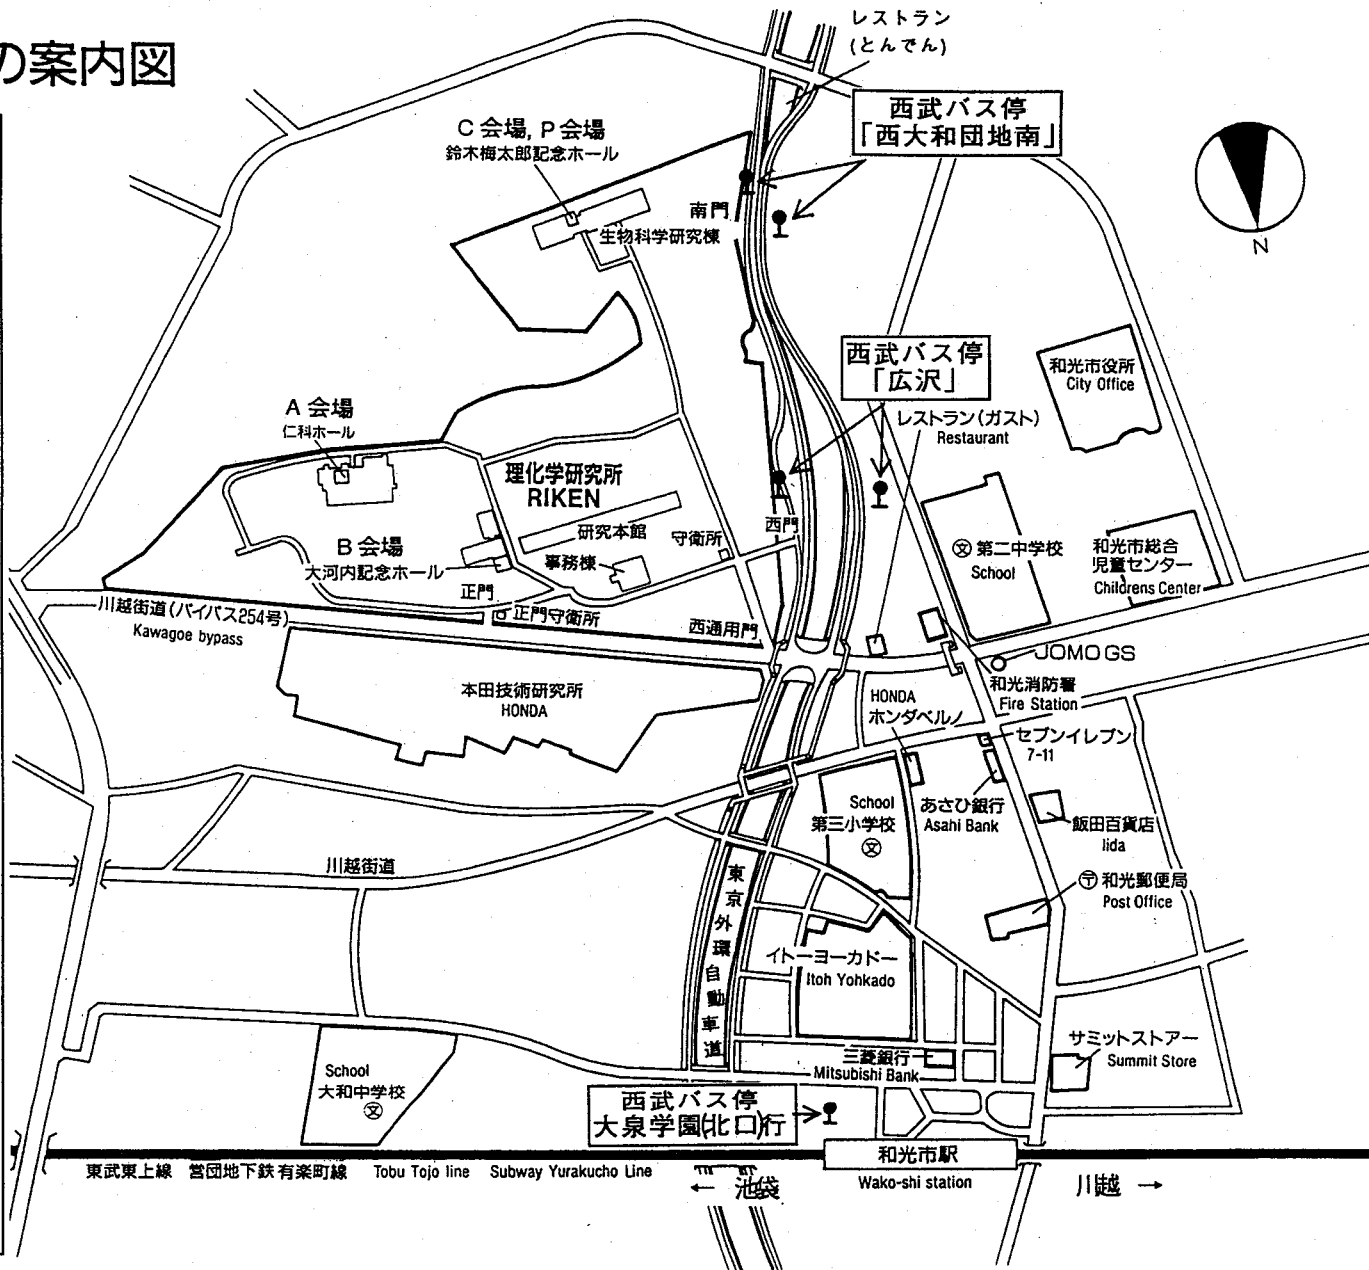 の案内図
レストラン
(とんでん)
西武バス停
「西大和団地南」
C 会場, P 会場
鈴木梅太郎記念ホール
南門
生物科学研究棟
N
西武バス停
「広沢」
和光市役所
City Office
レストラン(ガスト)
Restaurant
A 会場
仁科ホール
理化学研究所
RIKEN
研究本館
守衛所
西門
B 会場
大河内記念ホール
事務棟
正門
正門守衛所
西通用門
文 第二中学校
School
和光市総合
児童センター
Childrens Center
川越街道(バイパス254号)
Kawagoe bypass
JOMO GS
和光消防署
Fire Station
本田技術研究所
HONDA
HONDA
ホンダベルノ
セブンイレブン
7-11
School
第三小学校
文
あさひ銀行
Asahi Bank
飯田百貨店
Iida
川越街道
東京外環自動車道
〒 和光郵便局
Post Office
イトーヨーカドー
Itoh Yohkado
三菱銀行
Mitsubishi Bank
サミットストアー
Summit Store
School
大和中学校
文
西武バス停
大泉学園(北口)行
和光市駅
Wako-shi station
東武東上線 営団地下鉄有楽町線 Tobu Tojo line Subway Yurakucho Line
← 池袋
川越 →